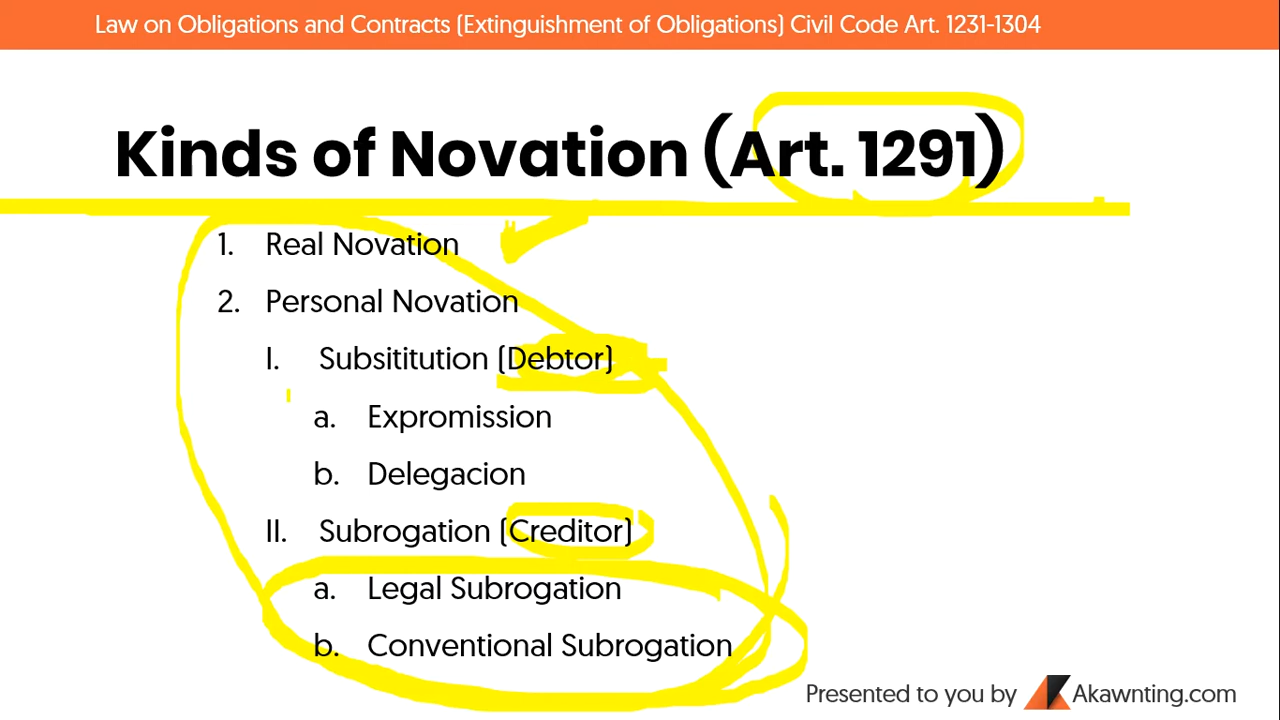 Law on Obligations and Contracts (Extinguishment of Obligations) Civil Code Art. 1231-1304
Kinds of Novation (Art. 1291)
1. Real Novation
2. Personal Novation
I. Subsititution (Debtor)
a. Expromission
b. Delegacion
II. Subrogation (Creditor)
a. Legal Subrogation
b. Conventional Subrogation
Presented to you by Akawnting.com